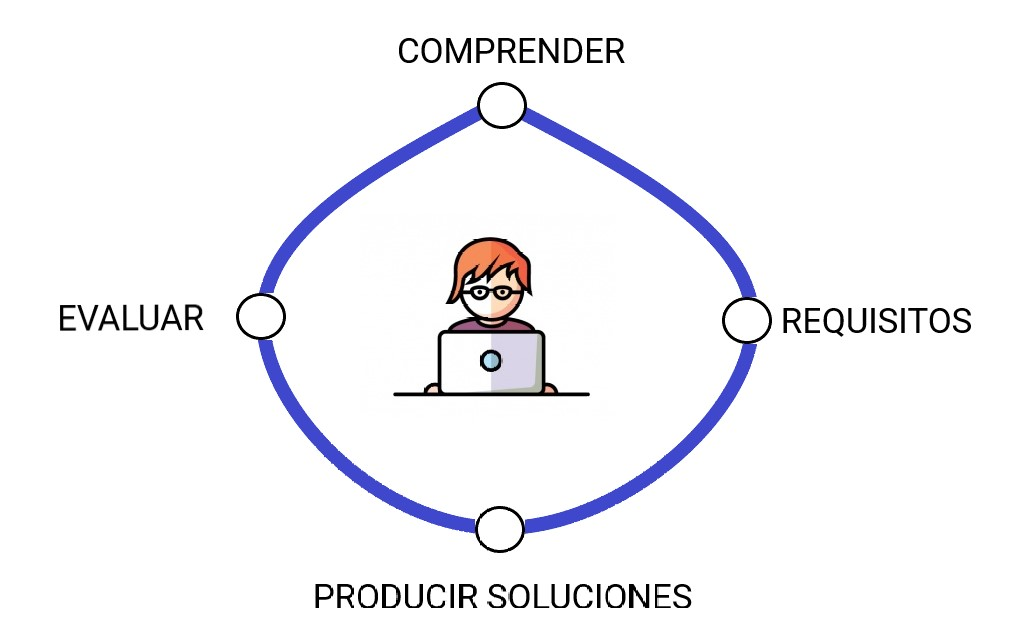 COMPRENDER
EVALUAR
REQUISITOS
PRODUCIR SOLUCIONES